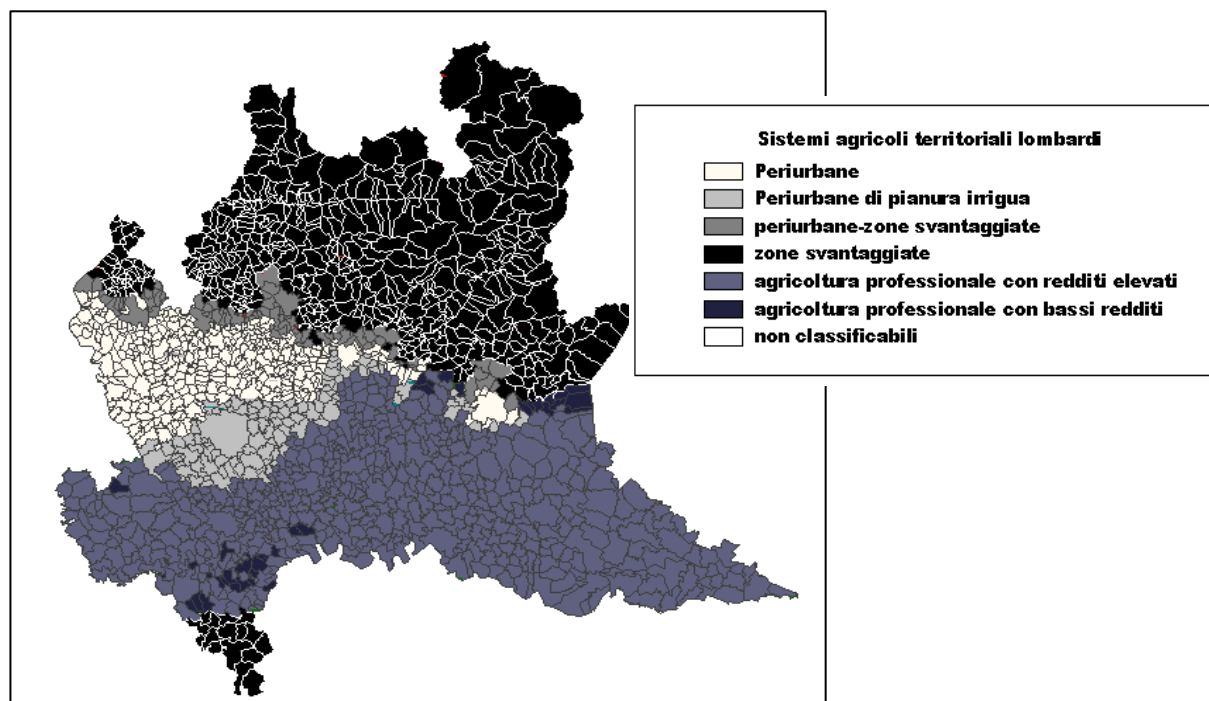 Sistemi agricoli territoriali lombardi
Periurbane
Periurbane di pianura irrigua
periurbane-zone svantaggiate
zone svantaggiate
agricoltura professionale con redditi elevati
agricoltura professionale con bassi redditi
non classificabili